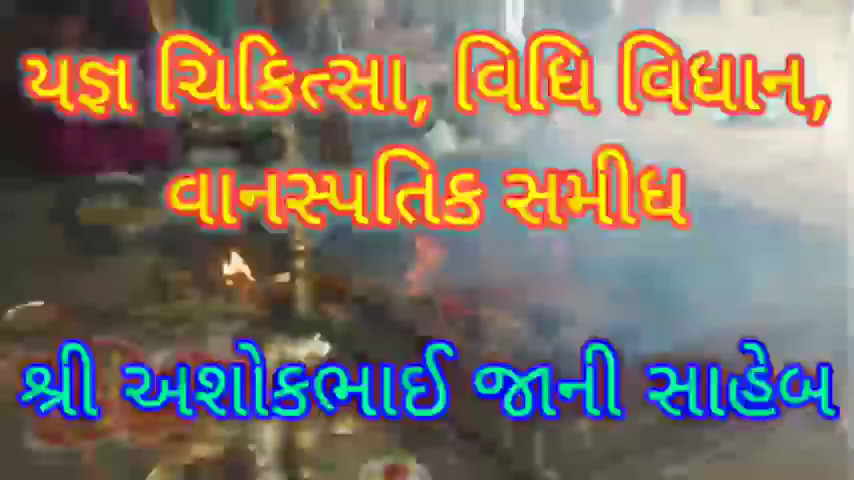 યજ્ઞ ચિકિત્સા, વિધિ વિધાન,
વાનસ્પતિક સમીધ
શ્રી અશોકભાઈ જાની સાહેબ